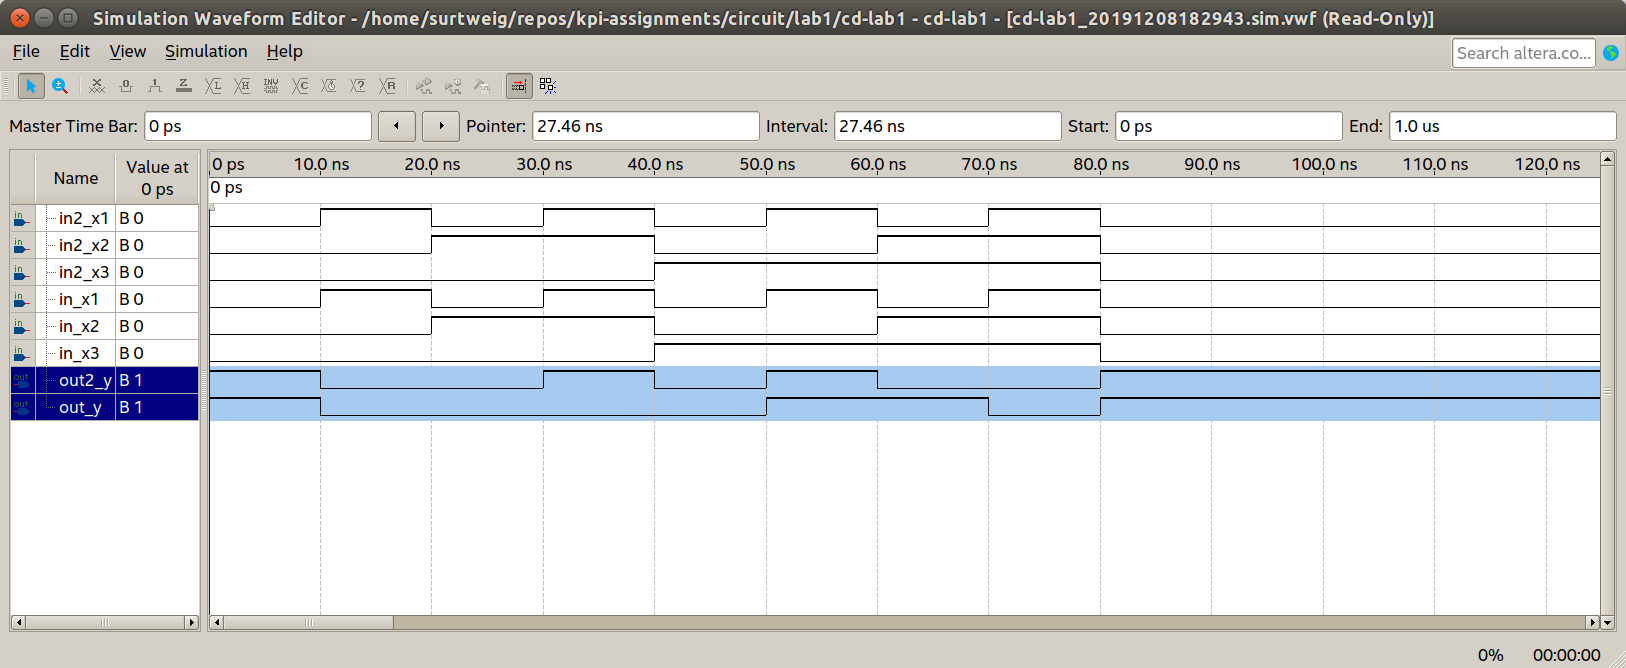 Simulation Waveform Editor - /home/surtweig/repos/kpi-assignments/circuit/lab1/cd-lab1 - cd-lab1 - [cd-lab1_20191208182943.sim.vwf (Read-Only)]
File Edit View Simulation Help
Search altera.co...
Master Time Bar: 0 ps Pointer: 27.46 ns Interval: 27.46 ns Start: 0 ps End: 1.0 us
Name Value at 0 ps
0 ps 10.0 ns 20.0 ns 30.0 ns 40.0 ns 50.0 ns 60.0 ns 70.0 ns 80.0 ns 90.0 ns 100.0 ns 110.0 ns 120.0 ns
0 ps
in in2_x1 B 0
in in2_x2 B 0
in in2_x3 B 0
in in_x1 B 0
in in_x2 B 0
in in_x3 B 0
out out2_y B 1
out out_y B 1
0% 00:00:00